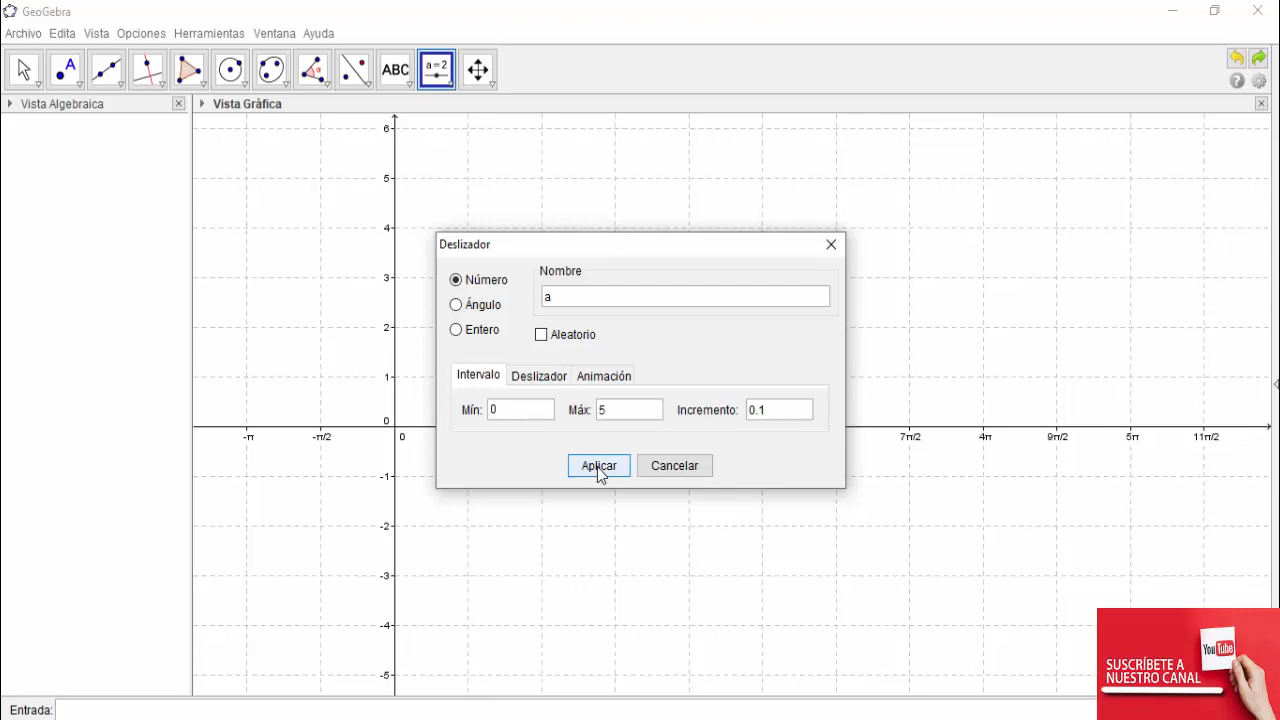 GeoGebra
Archivo Edita Vista Opciones Herramientas Ventana Ayuda
A ABC a = 2
Vista Algebraica Vista Gráfica
6
5
4
3
2
1
0
-1
-2
-3
-4
-5
-π -π/2 0 7π/2 4π 9π/2 5π 11π/2
Deslizador
Número
Ángulo
Entero
Nombre
a
Aleatorio
Intervalo Deslizador Animación
Mín: 0 Máx: 5 Incremento: 0.1
Aplicar Cancelar
YouTube
SUSCRÍBETE A
NUESTRO CANAL
Entrada: